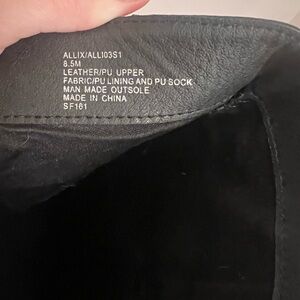 ALLIX/ALL103S1
8.5M
LEATHER/PU UPPER
FABRIC/PU LINING AND PU SOCK
MAN MADE OUTSOLE
MADE IN CHINA
SF161